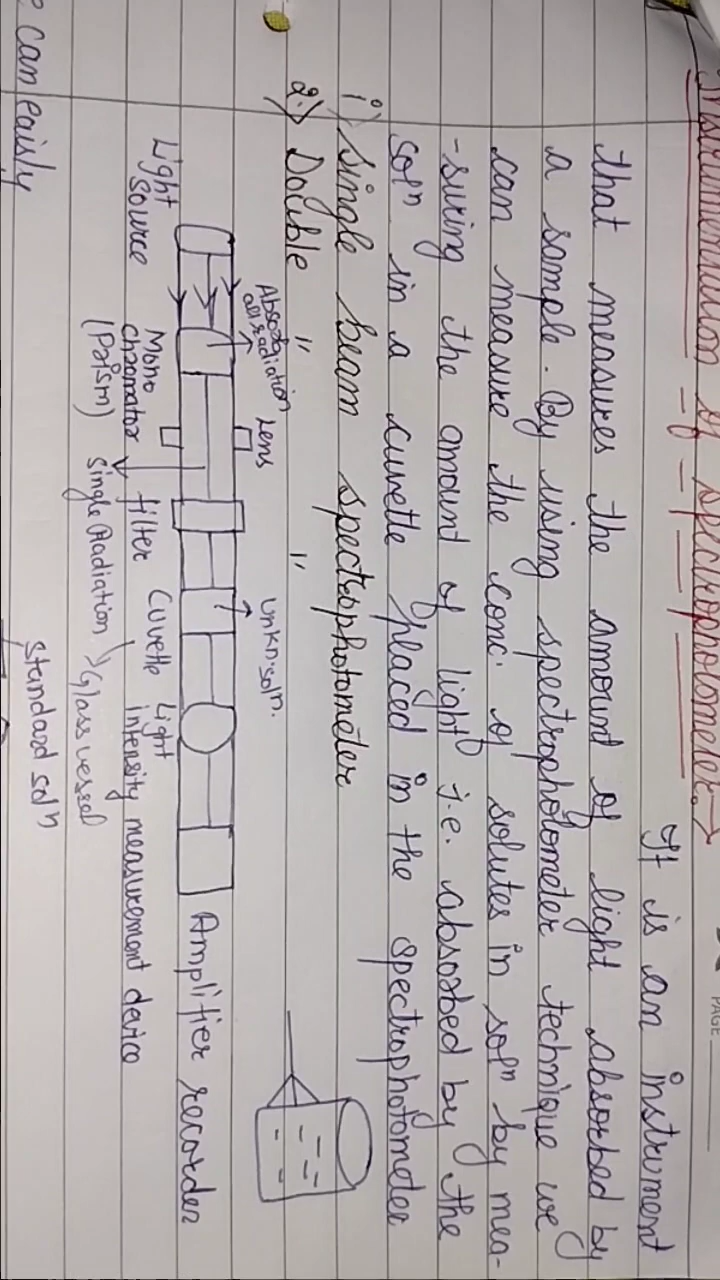 Instrumentation of spectrophotometer →
It is an instrument
that measures the amount of light absorbed by
a sample. By using spectrophotometer technique we
can measure the conc. of solutes in solⁿ by mea-
-suring the amount of light i.e. absorbed by the
solⁿ in a cuvette placed in the spectrophotometer
i) Single beam spectrophotometer
2.) Double " "
Absorb
all radiation
Lens
Unkn. solⁿ.
Light
source
Mono
chromator
(Prism)
Single Radiation
filter
Cuvette
Glass vessel
Standard solⁿ
Light
intensity measurement device
Amplifier recorder
can easily
PAGE